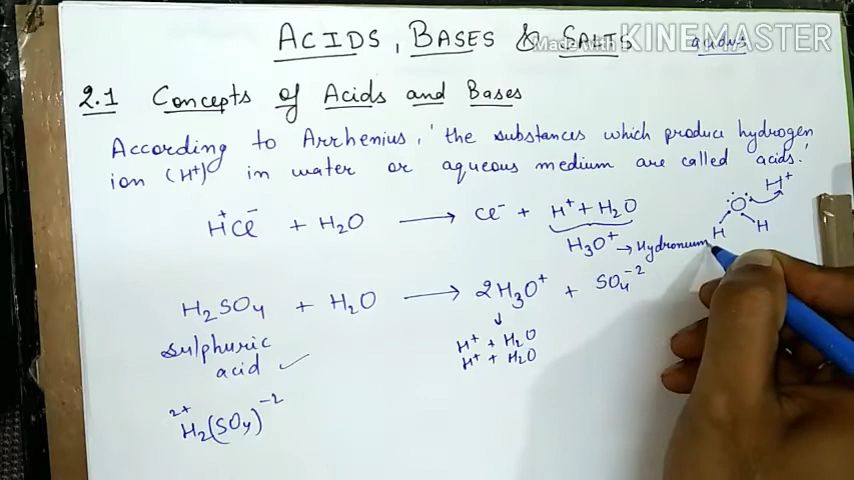 ACIDS, BASES & SALTS
Made with KINEMASTER
2.1 Concepts of Acids and Bases
According to Arrhenius, 'the substances which produce hydrogen
ion (H+) in water or aqueous medium are called acids.'
H+Cl- + H2O → Cl- + H+ + H2O
H3O+ → Hydronium
H+
O
H H
H2SO4 + H2O → 2H3O+ + SO4-2
sulphuric
acid ✓
H+ + H2O
H+ + H2O
2+
H2(SO4)-2